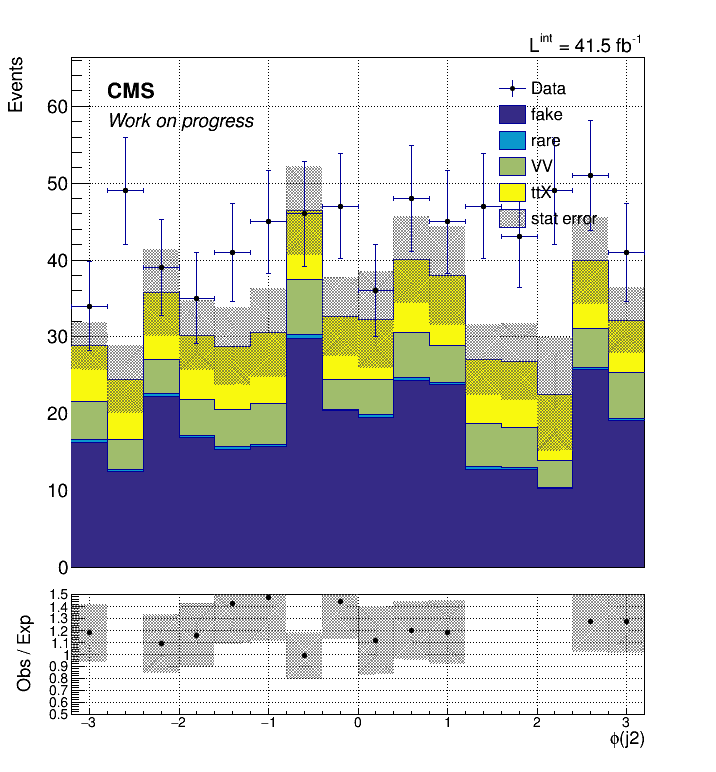 L^int = 41.5 fb^-1
Events
CMS
Work on progress
Data
fake
rare
VV
ttX
stat error
60
50
40
30
20
10
0
Obs / Exp
1.5
1.4
1.3
1.2
1.1
1
0.9
0.8
0.7
0.6
0.5
−3 −2 −1 0 1 2 3
ϕ(j2)